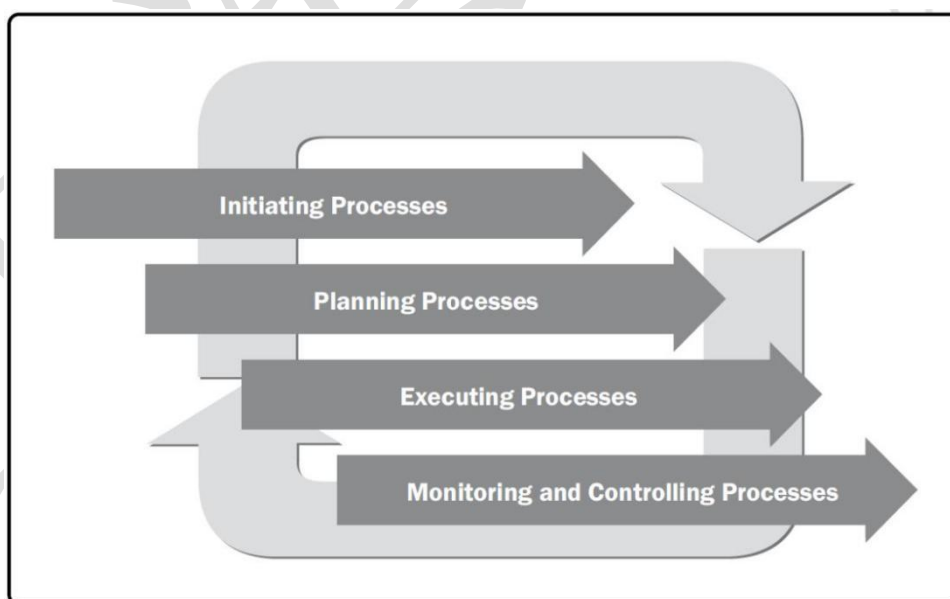 Initiating Processes
Planning Processes
Executing Processes
Monitoring and Controlling Processes